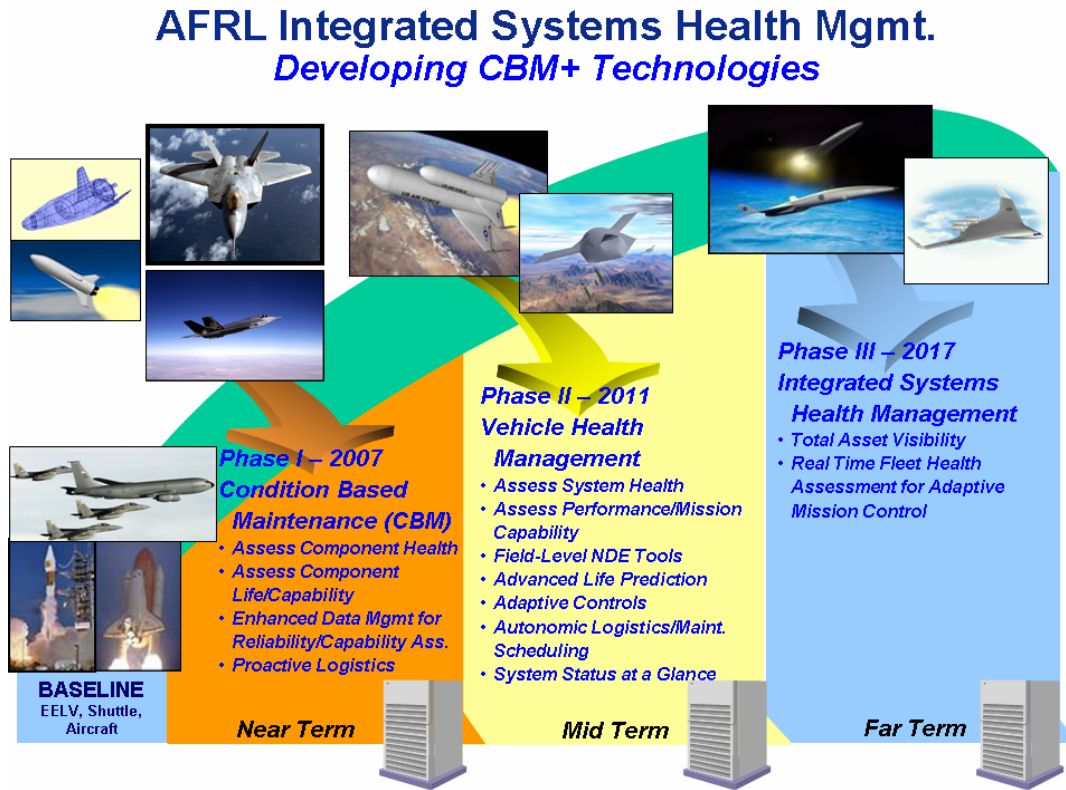 AFRL Integrated Systems Health Mgmt.
Developing CBM+ Technologies
Phase I – 2007
Condition Based
Maintenance (CBM)
• Assess Component Health
• Assess Component
Life/Capability
• Enhanced Data Mgmt for
Reliability/Capability Ass.
• Proactive Logistics
Phase II – 2011
Vehicle Health
Management
• Assess System Health
• Assess Performance/Mission
Capability
• Field-Level NDE Tools
• Advanced Life Prediction
• Adaptive Controls
• Autonomic Logistics/Maint.
Scheduling
• System Status at a Glance
Phase III – 2017
Integrated Systems
Health Management
• Total Asset Visibility
• Real Time Fleet Health
Assessment for Adaptive
Mission Control
BASELINE
EELV, Shuttle,
Aircraft
Near Term
Mid Term
Far Term
US AIR FORCE